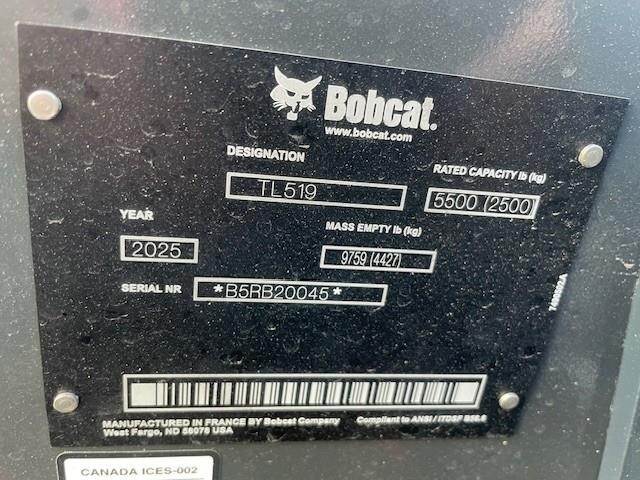 Bobcat.
www.bobcat.com
DESIGNATION
TL519
RATED CAPACITY lb (kg)
5500 (2500)
YEAR
2025
MASS EMPTY lb (kg)
9759 (4427)
SERIAL NR
*B5RB20045*
MANUFACTURED IN FRANCE BY Bobcat Company
West Fargo, ND 58078 USA
Compliant to ANSI / ITDSF B56.6
CANADA ICES-002